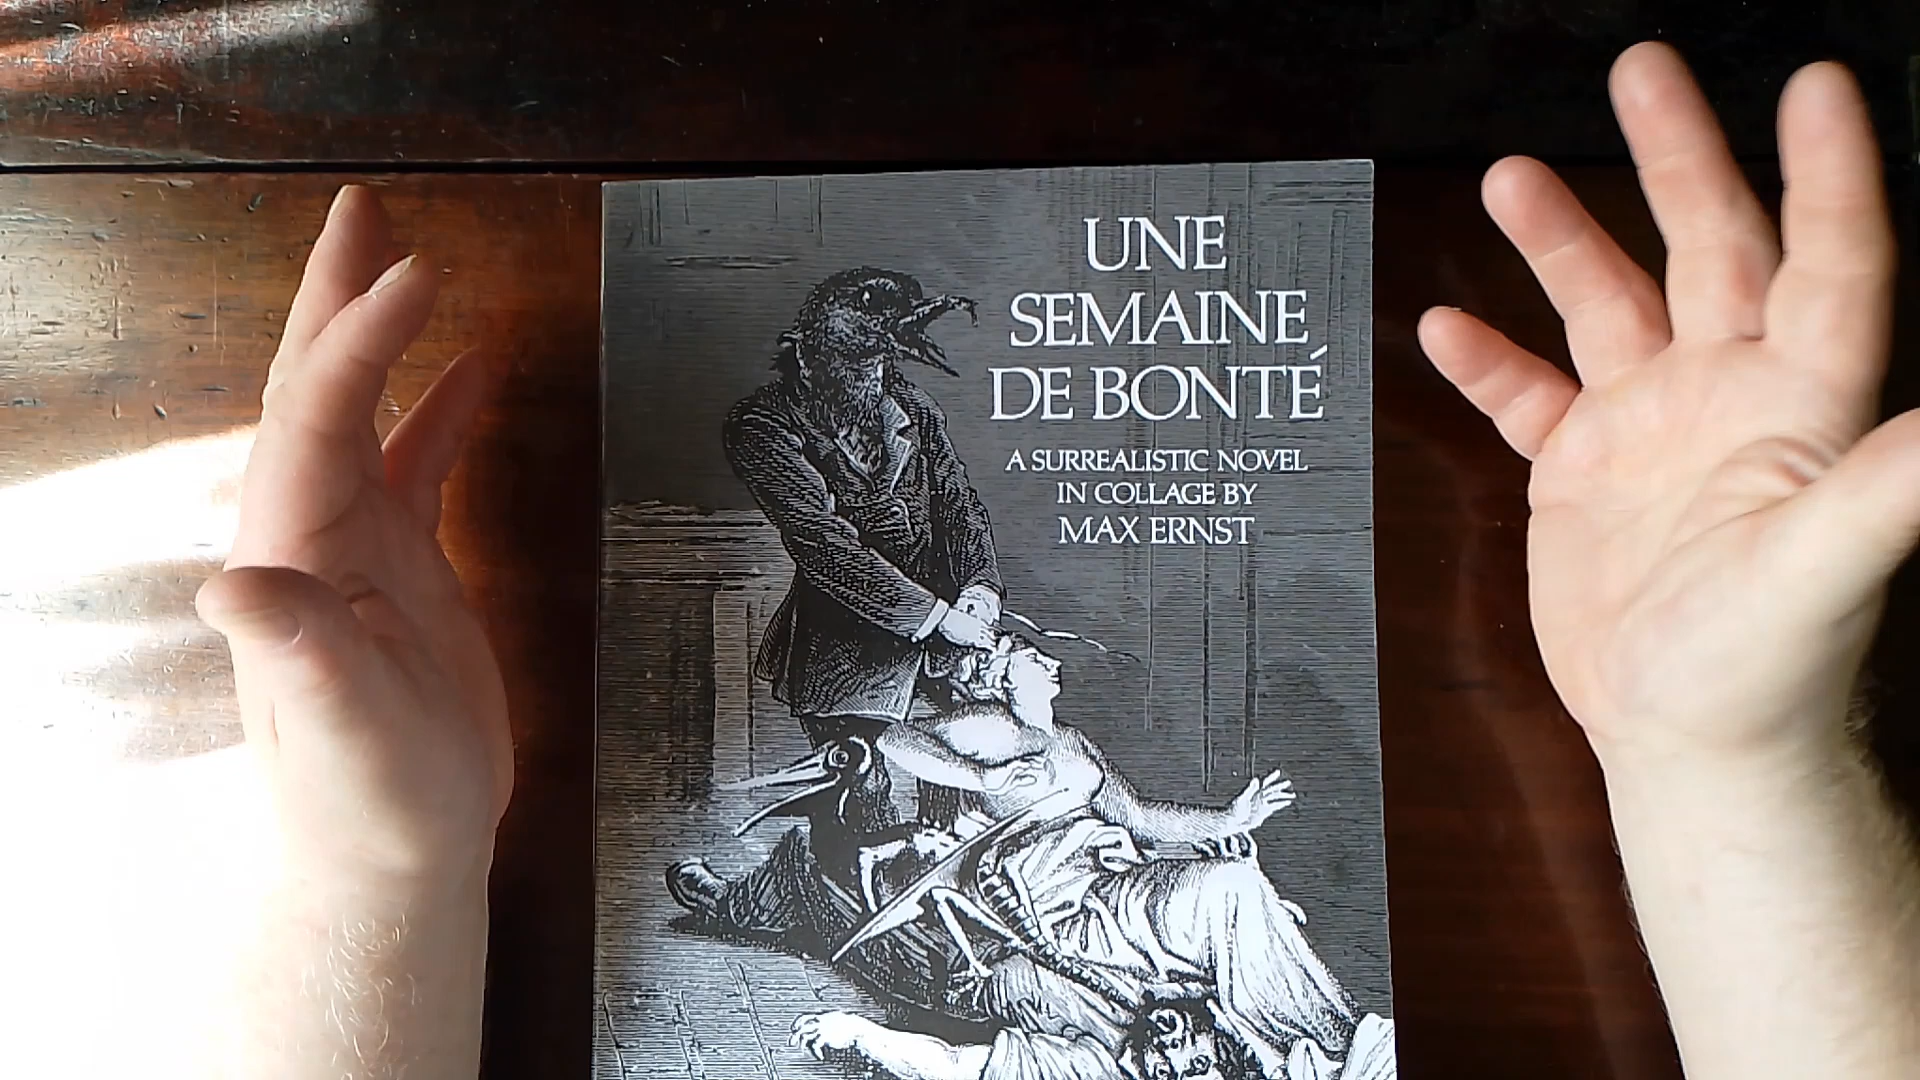 UNE
SEMAINE
DE BONTÉ
A SURREALISTIC NOVEL
IN COLLAGE BY
MAX ERNST